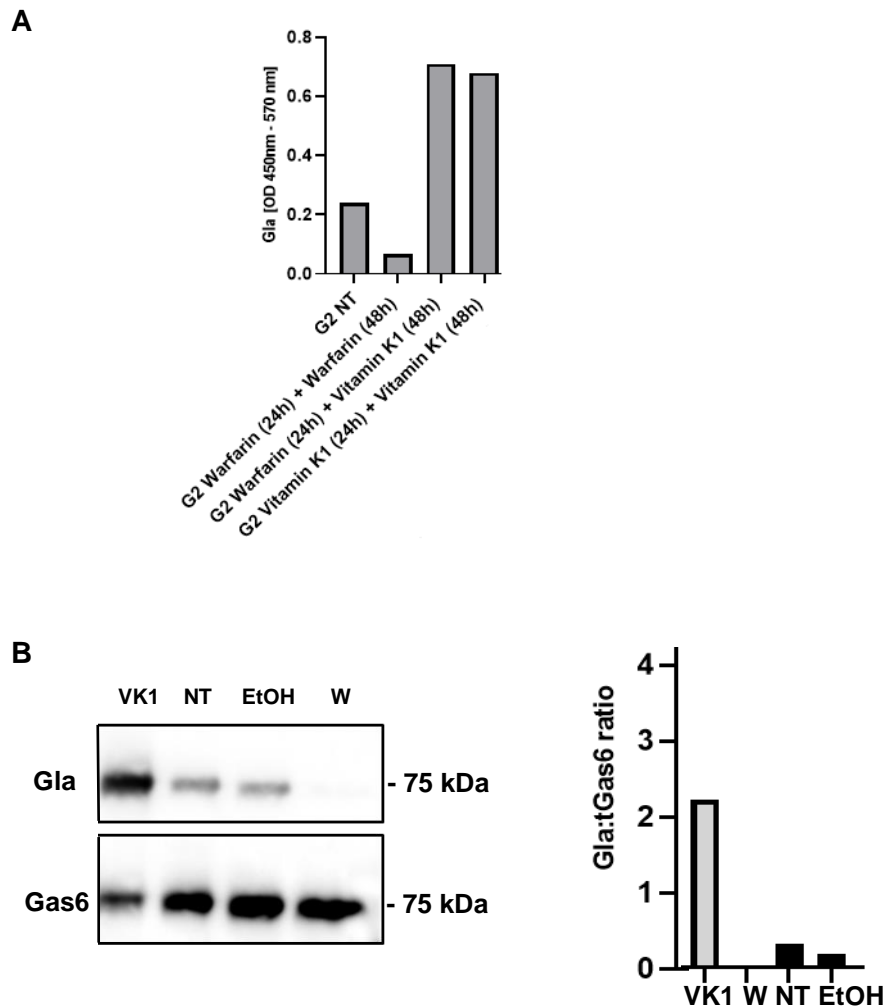 A
Gla [OD 450nm - 570 nm]
0.8
0.6
0.4
0.2
0.0
G2 NT
G2 Warfarin (24h) + Warfarin (48h)
G2 Warfarin (24h) + Vitamin K1 (48h)
G2 Vitamin K1 (24h) + Vitamin K1 (48h)
B
VK1 NT EtOH W
Gla - 75 kDa
Gas6 - 75 kDa
Gla:tGas6 ratio
4
3
2
1
0
VK1 W NT EtOH